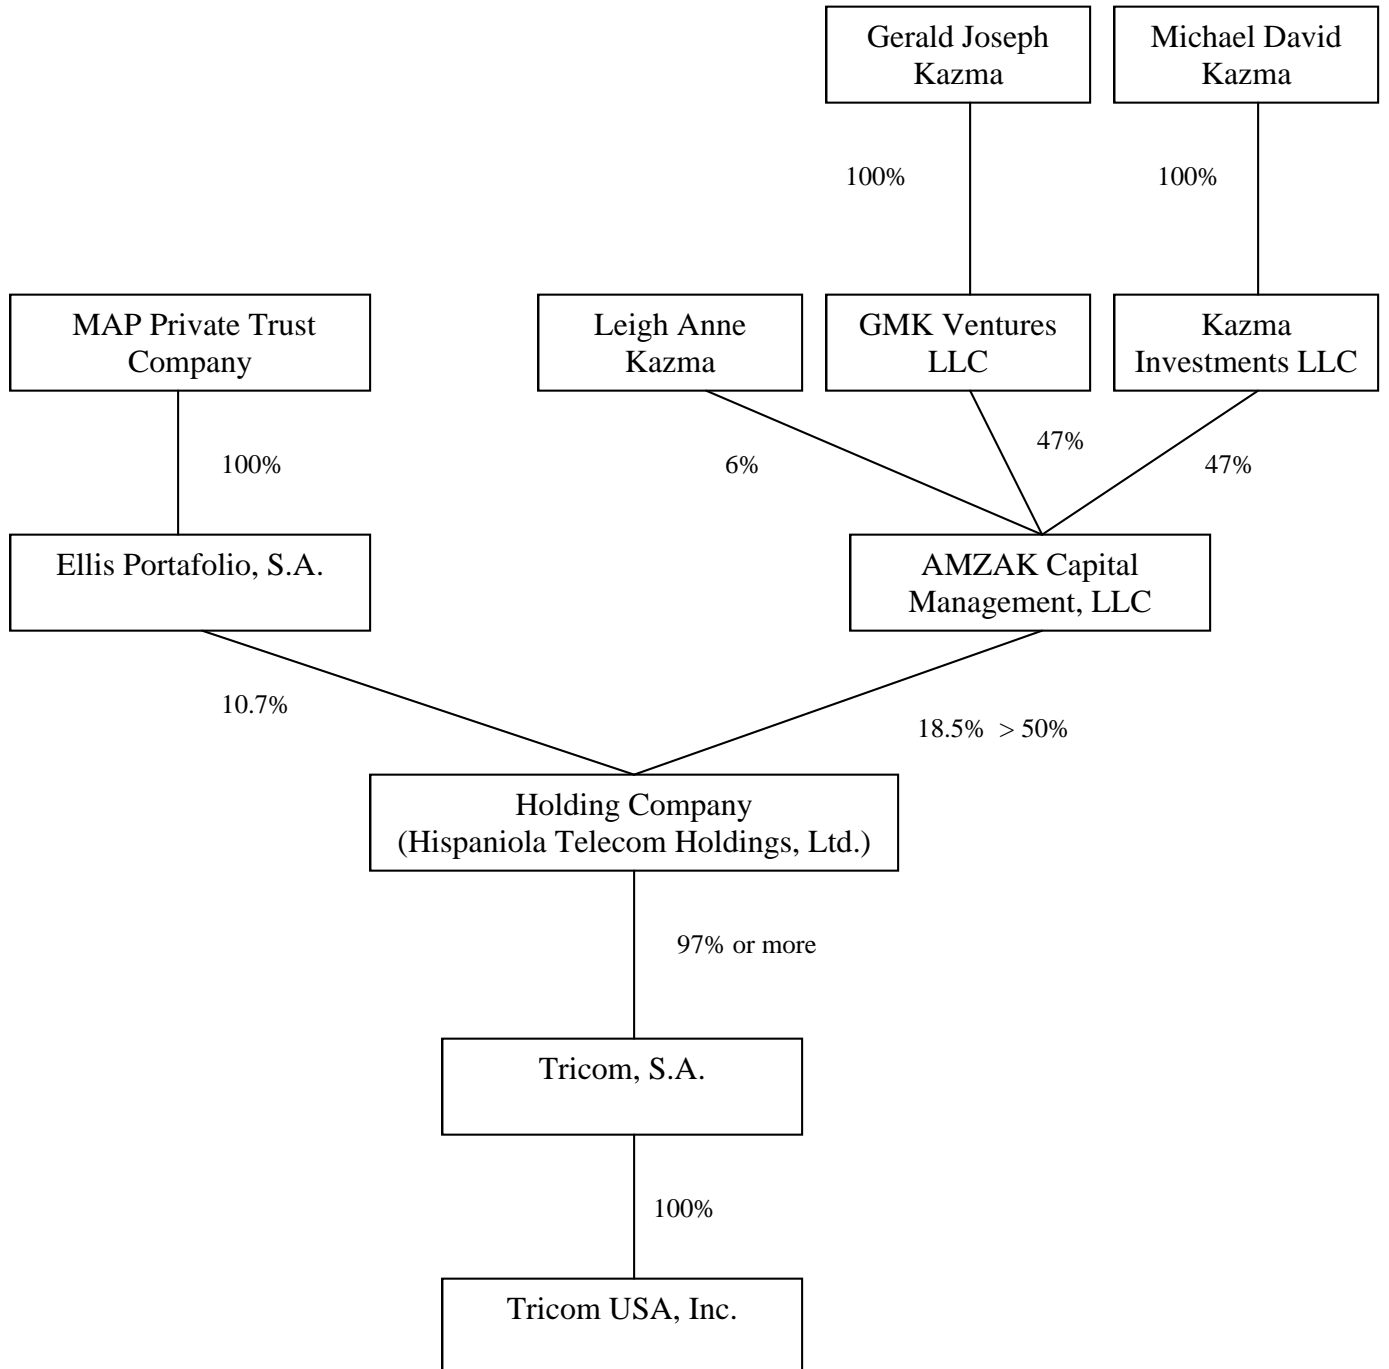 Gerald Joseph
Kazma
Michael David
Kazma
100%
100%
MAP Private Trust
Company
Leigh Anne
Kazma
GMK Ventures
LLC
Kazma
Investments LLC
100%
6%
47%
47%
Ellis Portafolio, S.A.
AMZAK Capital
Management, LLC
10.7%
18.5% > 50%
Holding Company
(Hispaniola Telecom Holdings, Ltd.)
97% or more
Tricom, S.A.
100%
Tricom USA, Inc.